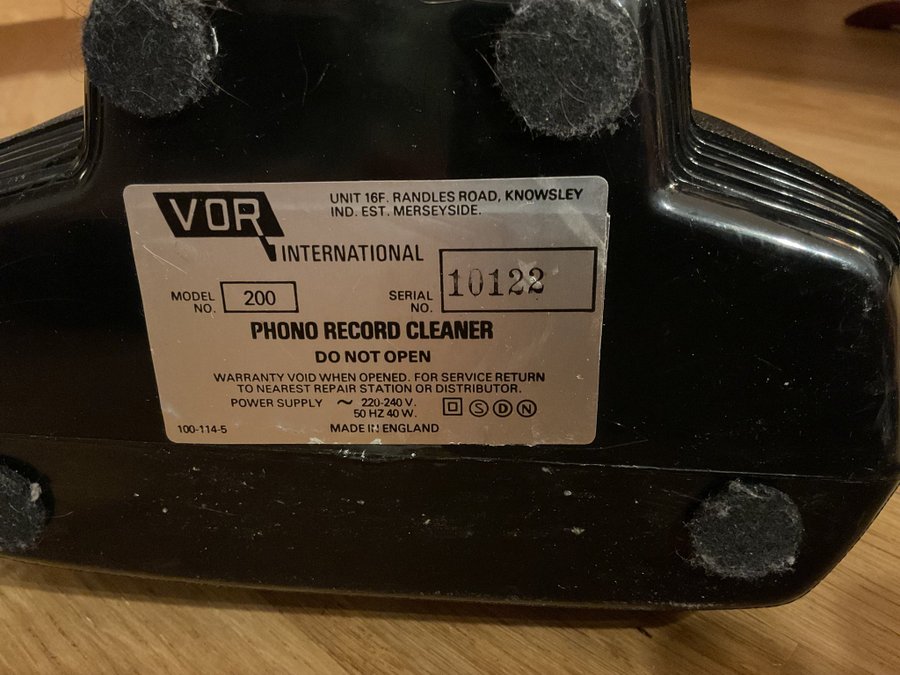 VOR
UNIT 16F. RANDLES ROAD, KNOWSLEY
IND. EST. MERSEYSIDE.
INTERNATIONAL
MODEL NO. 200
SERIAL NO. 10122
PHONO RECORD CLEANER
DO NOT OPEN
WARRANTY VOID WHEN OPENED. FOR SERVICE RETURN
TO NEAREST REPAIR STATION OR DISTRIBUTOR.
POWER SUPPLY ~ 220-240 V.
50 HZ 40 W. S D N
100-114-5 MADE IN ENGLAND